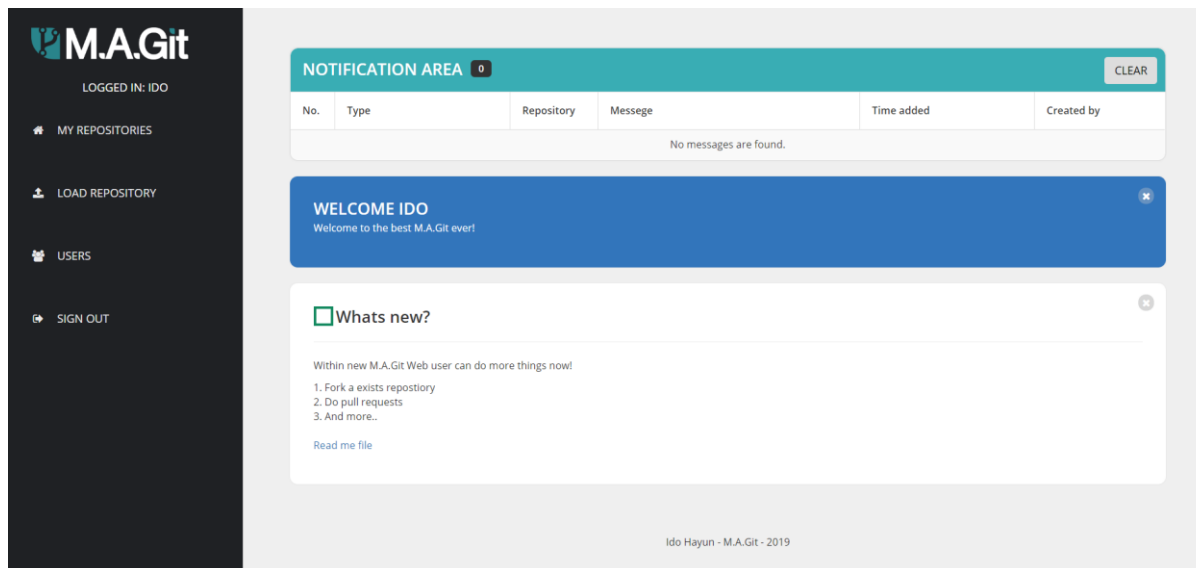 M.A.Git
LOGGED IN: IDO
MY REPOSITORIES
LOAD REPOSITORY
USERS
SIGN OUT
NOTIFICATION AREA 0 CLEAR
No. Type Repository Messege Time added Created by
No messages are found.
WELCOME IDO
Welcome to the best M.A.Git ever!
Whats new?
Within new M.A.Git Web user can do more things now!
1. Fork a exists repostiory
2. Do pull requests
3. And more..
Read me file
Ido Hayun - M.A.Git - 2019